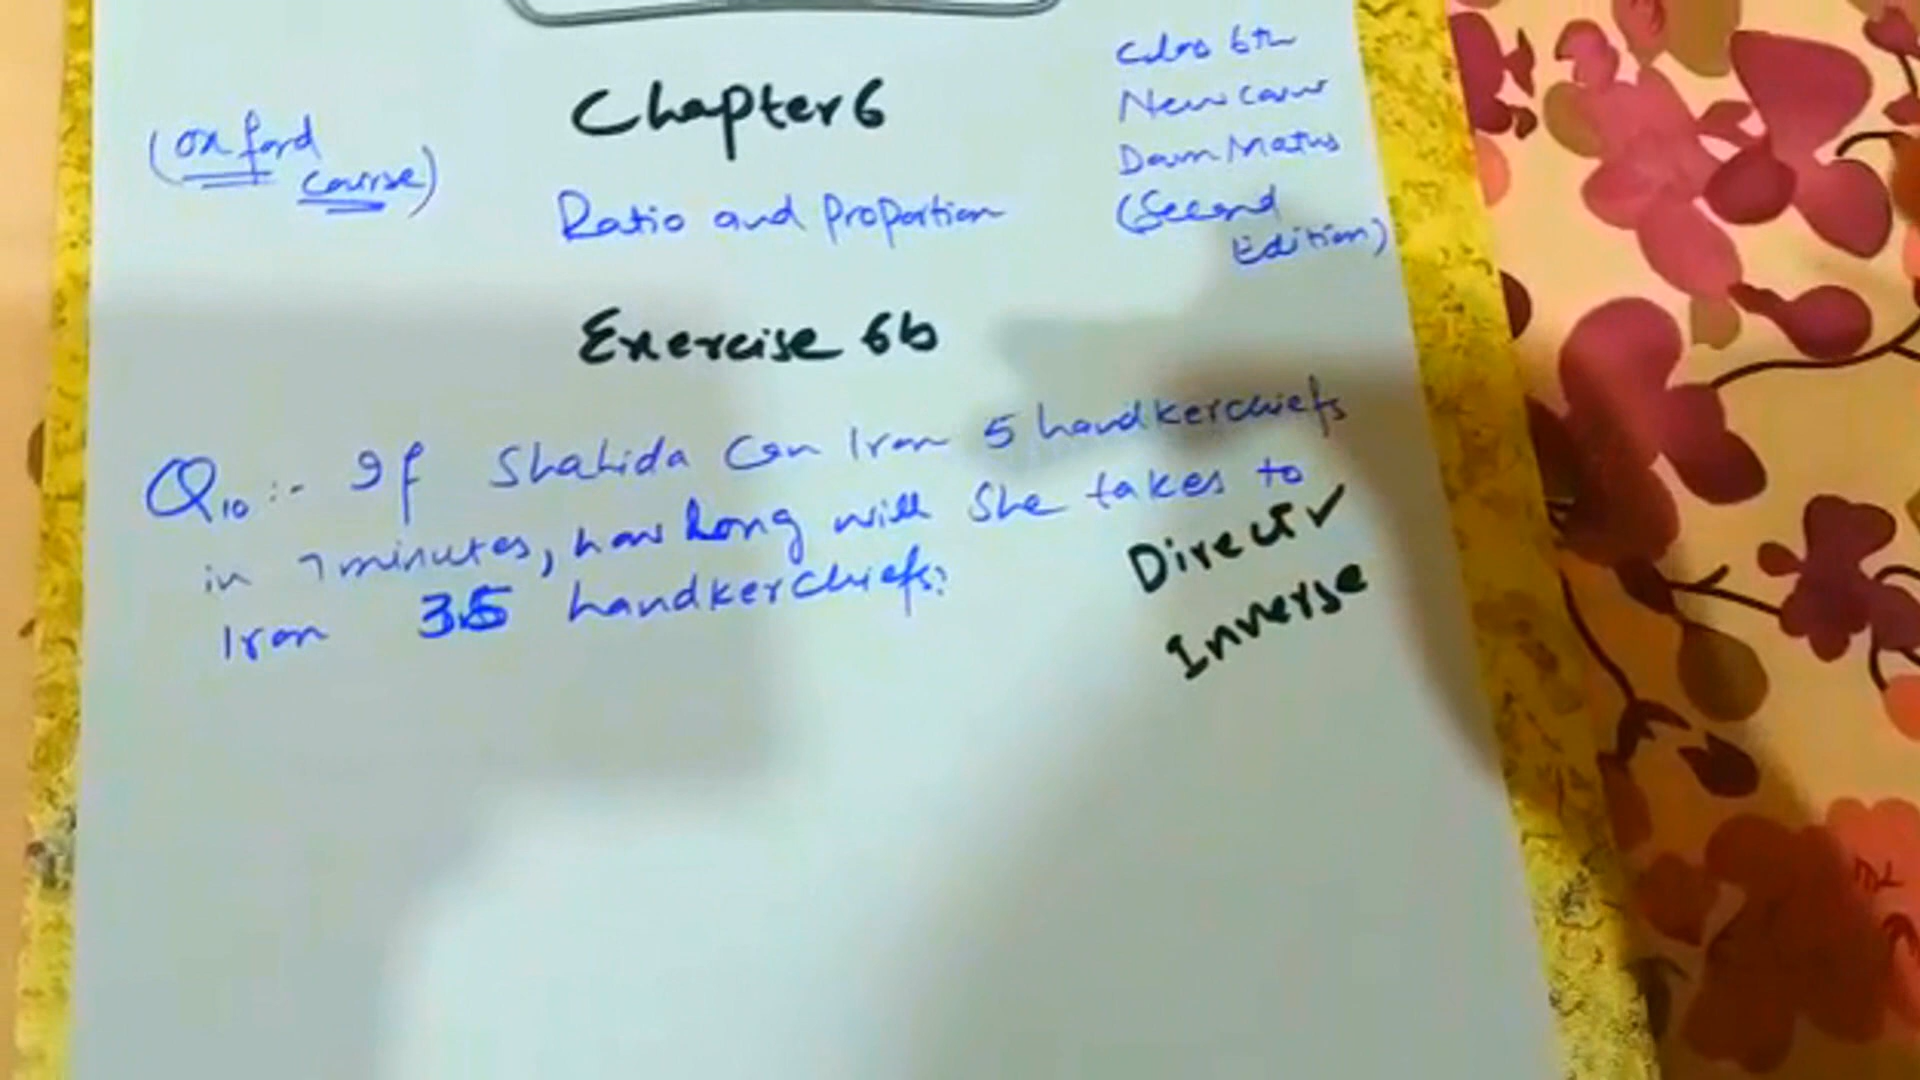 (Oxford
course)
Chapter 6
Ratio and Proportion
Class 6th
New
Maths
(Second
Edition)
Exercise 6b
Q10 :- If Shahida Can Iron 5 handkerchiefs
in 7 minutes, how long will she takes to
Iron 35 handkerchiefs?
Direct ✓
Inverse